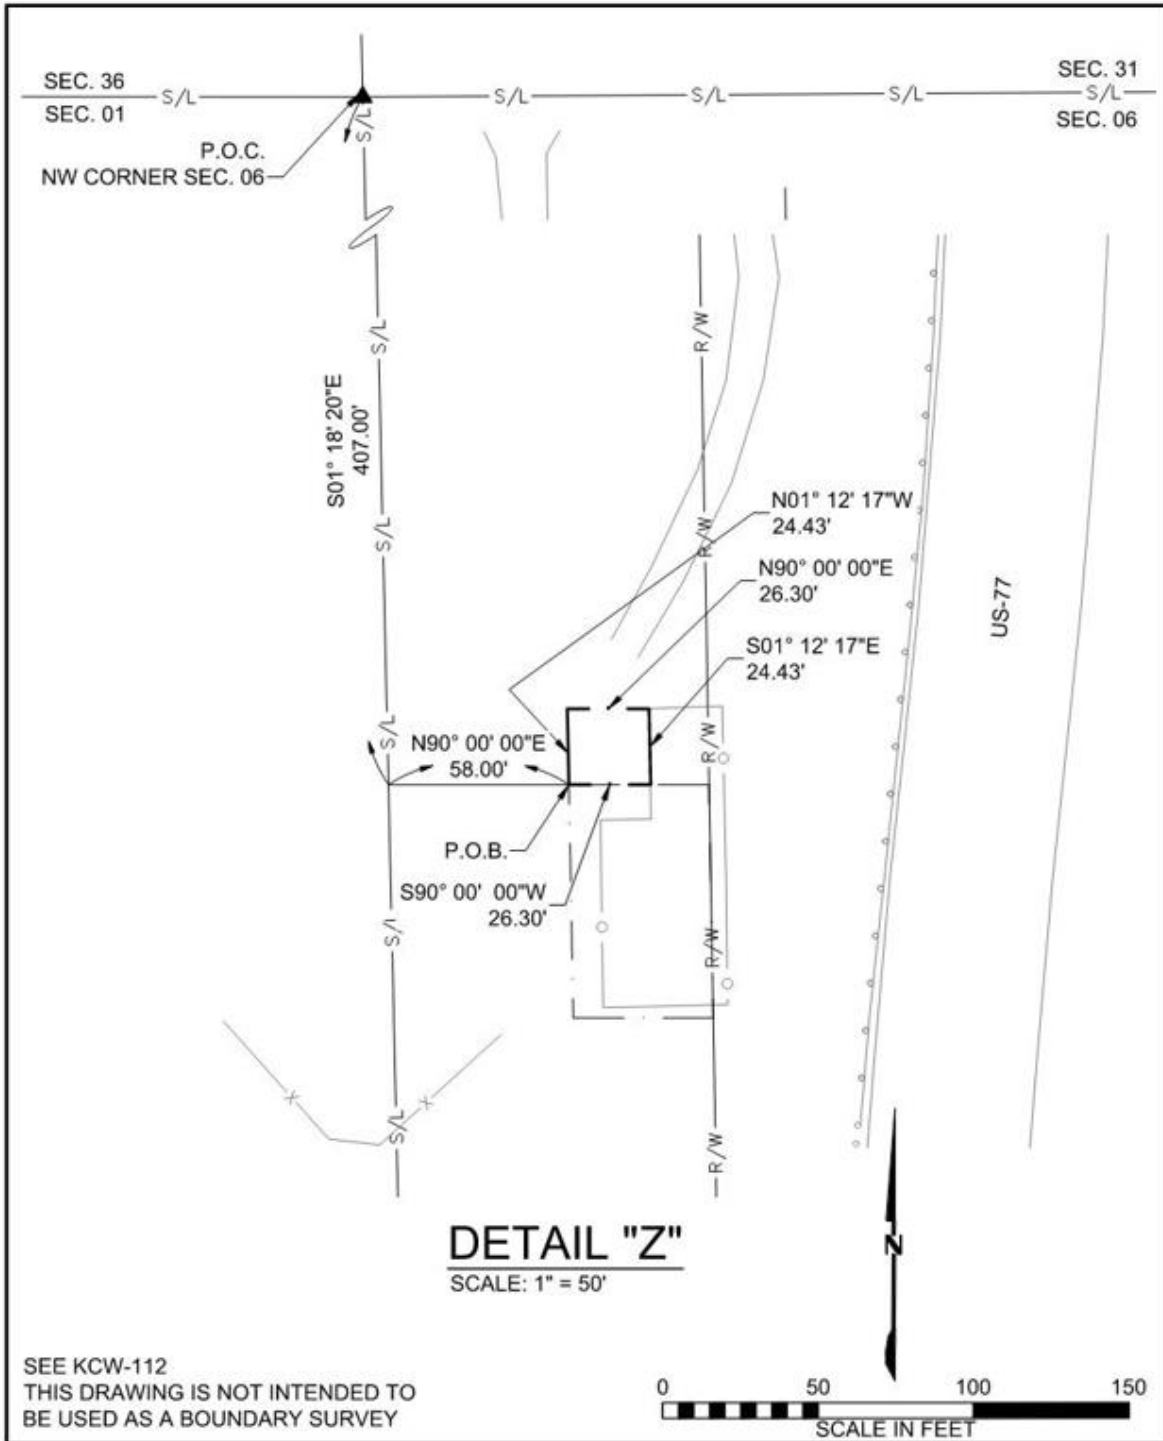 SEC. 36
SEC. 01
S/L
S/L
S/L
S/L
S/L
SEC. 31
SEC. 06
P.O.C.
NW CORNER SEC. 06
S/L
S/L
S01° 18' 20"E
407.00'
S/L
S/L
R/W
R/W
N01° 12' 17"W
24.43'
N90° 00' 00"E
26.30'
S01° 12' 17"E
24.43'
US-77
N90° 00' 00"E
58.00'
R/W
P.O.B.
S90° 00' 00"W
26.30'
S/L
R/W
S/L
R/W
DETAIL "Z"
SCALE: 1" = 50'
N
SEE KCW-112
THIS DRAWING IS NOT INTENDED TO
BE USED AS A BOUNDARY SURVEY
0 50 100 150
SCALE IN FEET